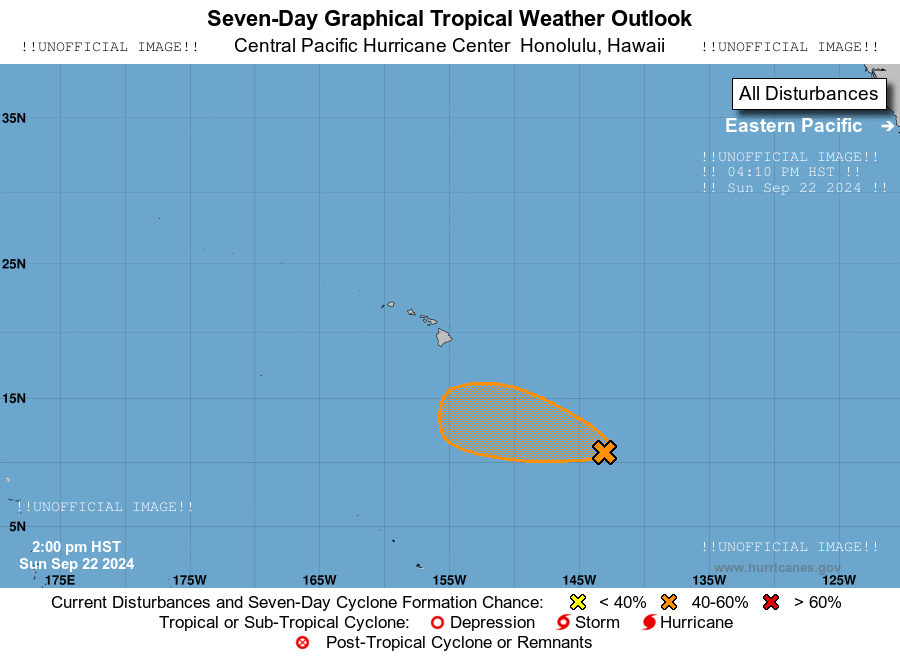 Seven-Day Graphical Tropical Weather Outlook
!!UNOFFICIAL IMAGE!! Central Pacific Hurricane Center Honolulu, Hawaii !!UNOFFICIAL IMAGE!!
All Disturbances
35N
Eastern Pacific
!!UNOFFICIAL IMAGE!!
!! 04:10 PM HST !!
!! Sun Sep 22 2024 !!
25N
15N
!!UNOFFICIAL IMAGE!!
5N
2:00 pm HST
Sun Sep 22 2024
!!UNOFFICIAL IMAGE!!
www.hurricanes.gov
175E 175W 165W 155W 145W 135W 125W
Current Disturbances and Seven-Day Cyclone Formation Chance: < 40% 40-60% > 60%
Tropical or Sub-Tropical Cyclone: Depression Storm Hurricane
Post-Tropical Cyclone or Remnants